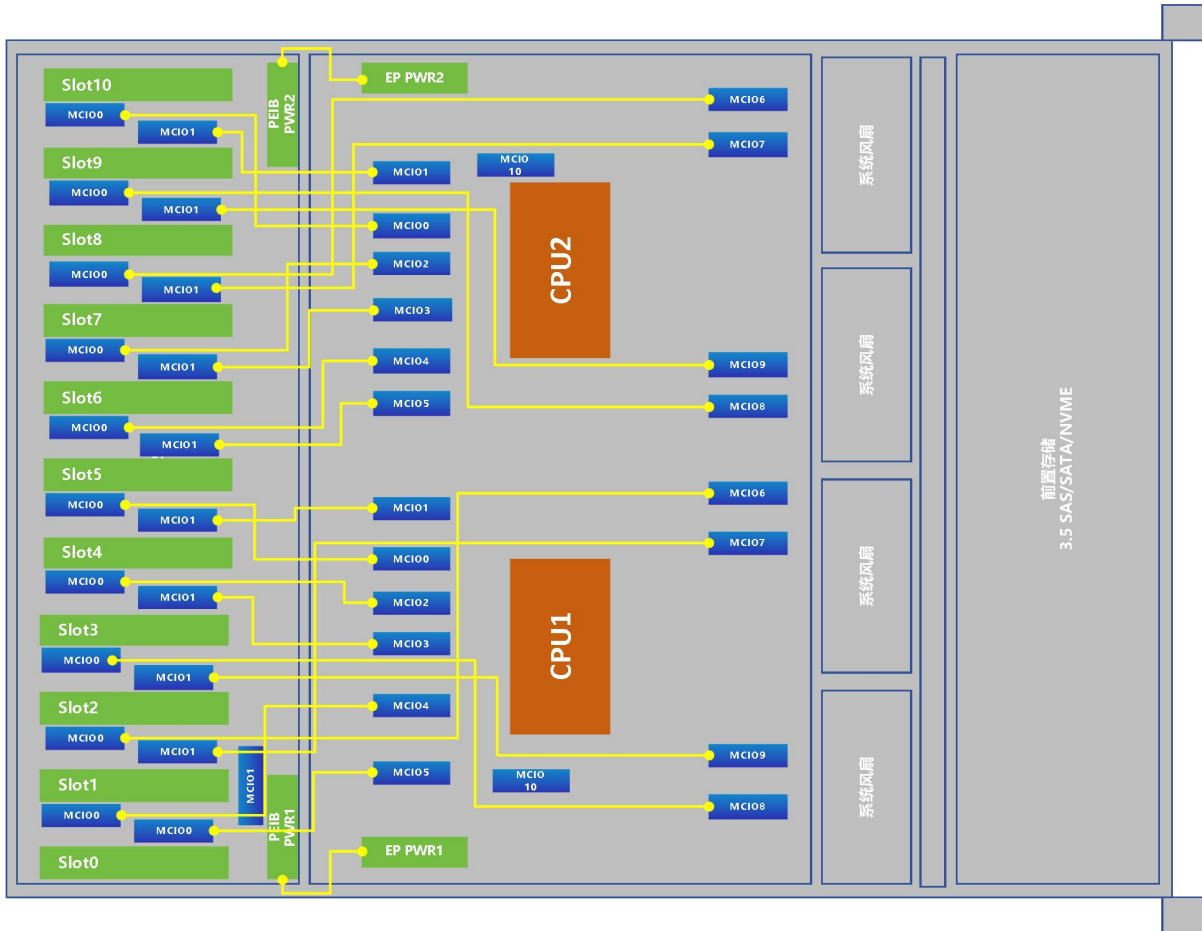 Slot10
MCIO0
MCIO1
Slot9
MCIO0
MCIO1
Slot8
MCIO0
MCIO1
Slot7
MCIO0
MCIO1
Slot6
MCIO0
MCIO1
Slot5
MCIO0
MCIO1
Slot4
MCIO0
MCIO1
Slot3
MCIO0
MCIO1
Slot2
MCIO0
MCIO1
MCIO1
Slot1
MCIO0
MCIO0
Slot0
PEIB
PWR2
PEIB
PWR1
EP PWR2
MCIO1
MCIO
10
MCIO0
MCIO2
MCIO3
MCIO4
MCIO5
CPU2
MCIO6
MCIO7
MCIO9
MCIO8
MCIO1
MCIO0
MCIO2
MCIO3
MCIO4
MCIO5
MCIO
10
CPU1
EP PWR1
MCIO6
MCIO7
MCIO9
MCIO8
系统风扇
系统风扇
系统风扇
系统风扇
前置存储
3.5 SAS/SATA/NVME